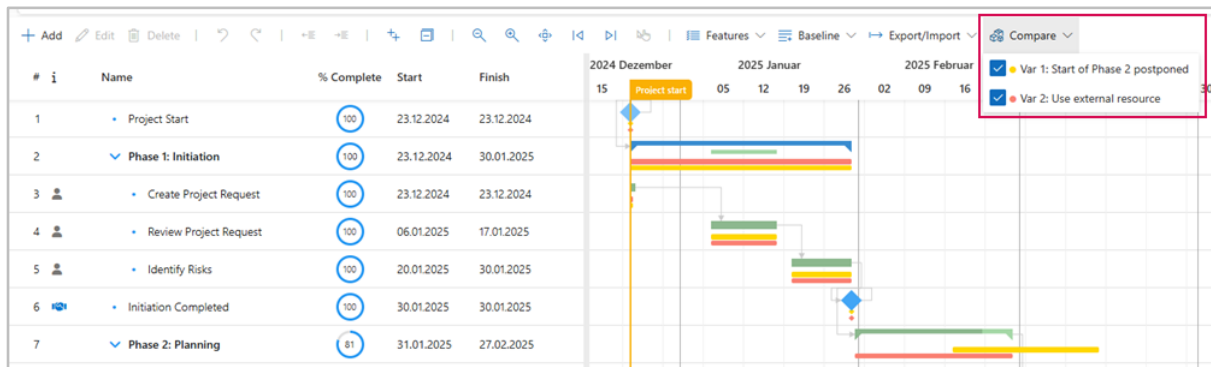 Add Edit Delete Features Baseline Export/Import Compare
Var 1: Start of Phase 2 postponed
Var 2: Use external resource
# i Name % Complete Start Finish
2024 Dezember 2025 Januar 2025 Februar
15 Project start 05 12 19 26 02 09 16
1 Project Start 100 23.12.2024 23.12.2024
2 Phase 1: Initiation 100 23.12.2024 30.01.2025
3 Create Project Request 100 23.12.2024 23.12.2024
4 Review Project Request 100 06.01.2025 17.01.2025
5 Identify Risks 100 20.01.2025 30.01.2025
6 Initiation Completed 100 30.01.2025 30.01.2025
7 Phase 2: Planning 81 31.01.2025 27.02.2025